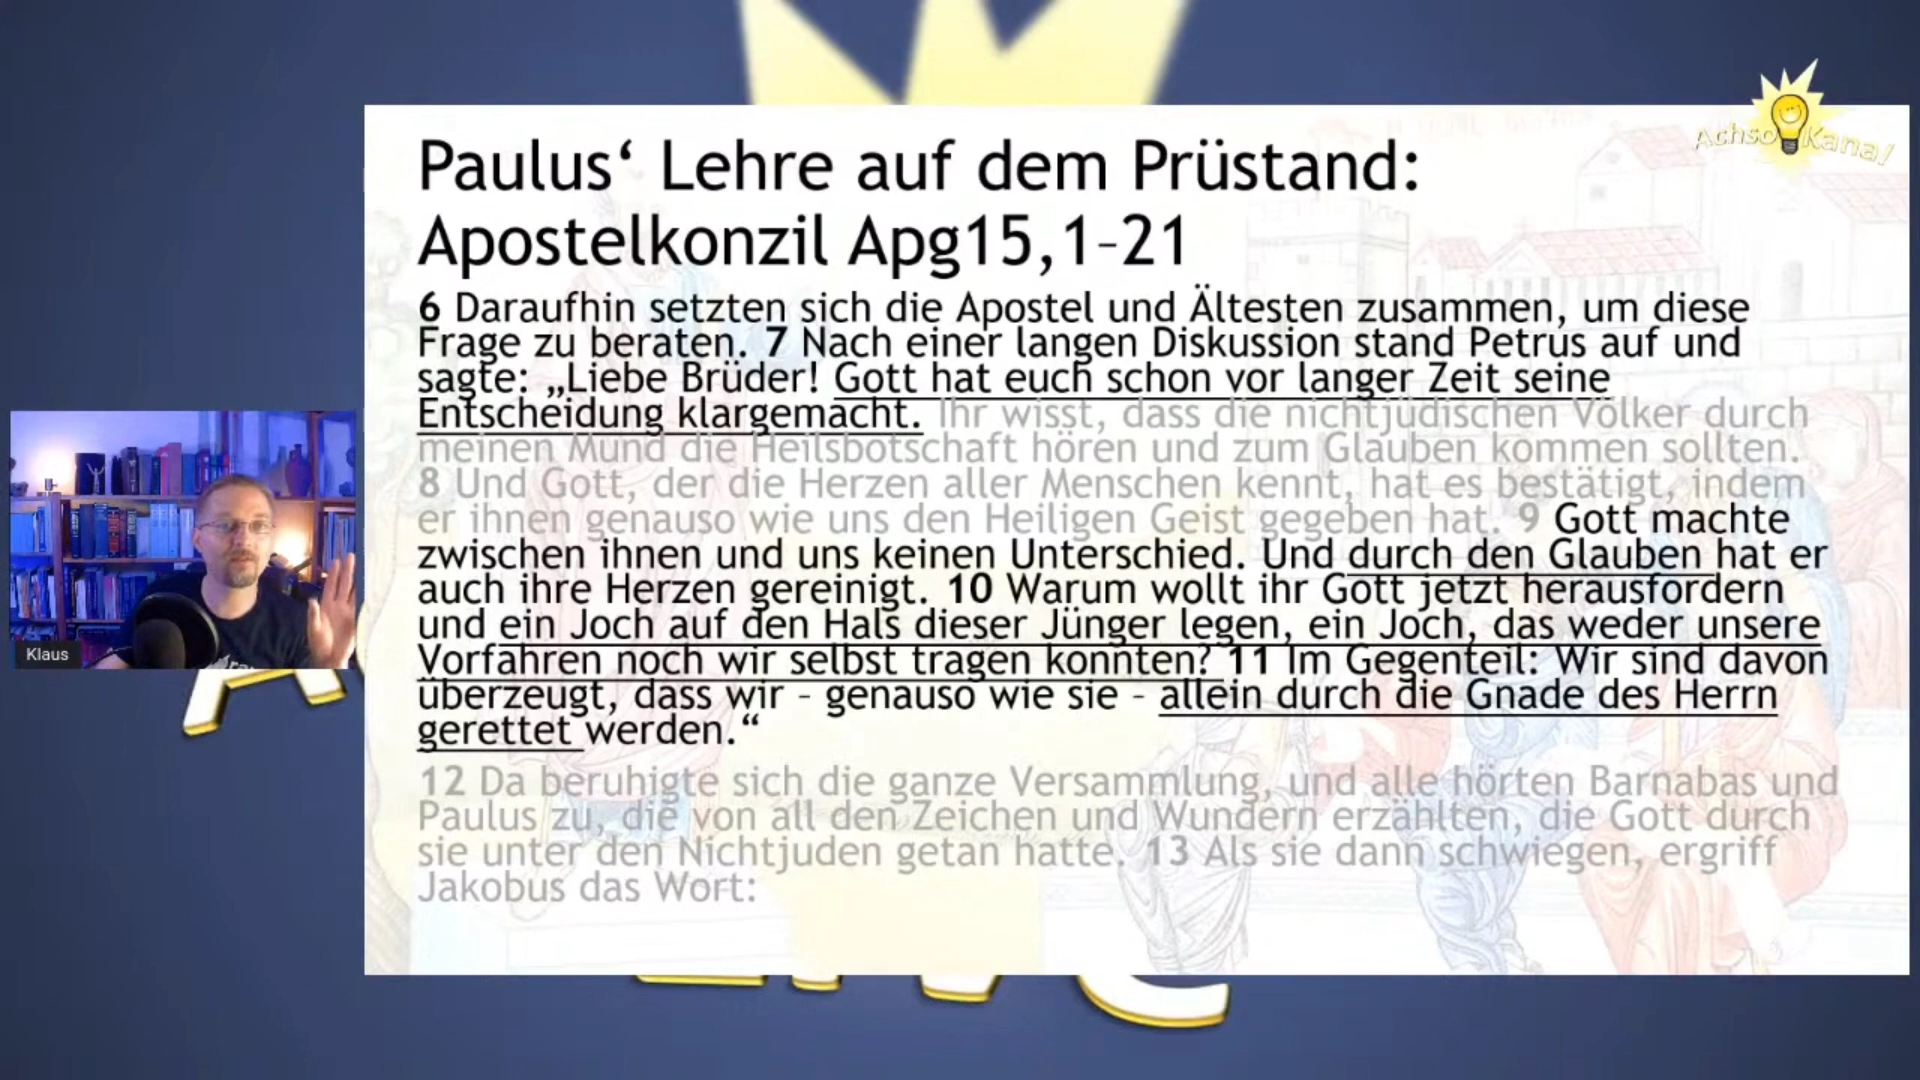 Achso Kanal
Paulus‘ Lehre auf dem Prüstand:
Apostelkonzil Apg15,1–21
6 Daraufhin setzten sich die Apostel und Ältesten zusammen, um diese
Frage zu beraten. 7 Nach einer langen Diskussion stand Petrus auf und
sagte: „Liebe Brüder! Gott hat euch schon vor langer Zeit seine
Entscheidung klargemacht. Ihr wisst, dass die nichtjüdischen Völker durch
meinen Mund die Heilsbotschaft hören und zum Glauben kommen sollten.
8 Und Gott, der die Herzen aller Menschen kennt, hat es bestätigt, indem
er ihnen genauso wie uns den Heiligen Geist gegeben hat. 9 Gott machte
zwischen ihnen und uns keinen Unterschied. Und durch den Glauben hat er
auch ihre Herzen gereinigt. 10 Warum wollt ihr Gott jetzt herausfordern
und ein Joch auf den Hals dieser Jünger legen, ein Joch, das weder unsere
Vorfahren noch wir selbst tragen konnten? 11 Im Gegenteil: Wir sind davon
überzeugt, dass wir – genauso wie sie – allein durch die Gnade des Herrn
gerettet werden.“
12 Da beruhigte sich die ganze Versammlung, und alle hörten Barnabas und
Paulus zu, die von all den Zeichen und Wundern erzählten, die Gott durch
sie unter den Nichtjuden getan hatte. 13 Als sie dann schwiegen, ergriff
Jakobus das Wort:
Klaus